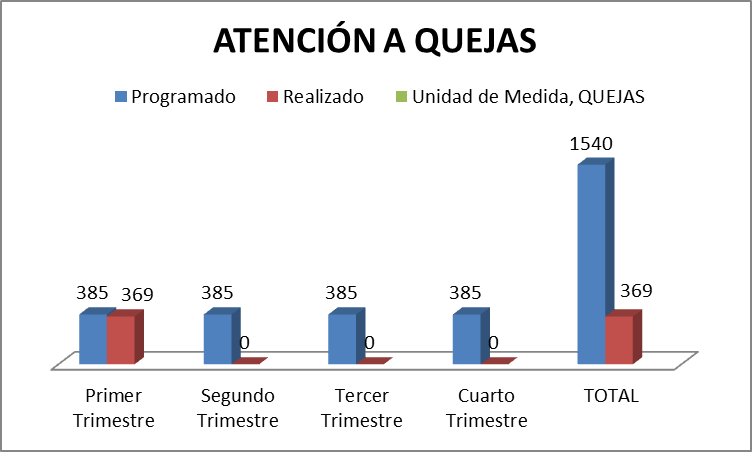 ATENCIÓN A QUEJAS
Programado Realizado Unidad de Medida, QUEJAS
1540
385 369 385 385 385 369
0 0 0
Primer Segundo Tercer Cuarto TOTAL
Trimestre Trimestre Trimestre Trimestre